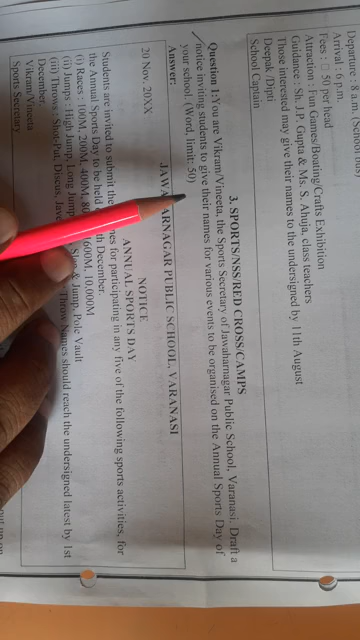 Departure : 8 a.m. (School bus)
Arrival : 6 p.m.
Fees : 50 per head
Attraction : Fun Games/Boating/Crafts Exhibition
Guidance : Sh. J.P. Gupta & Ms. S. Ahuja, class teachers
Those interested may give their names to the undersigned by 11th August
Deepak /Dipti
School Captain
3. SPORTS/NSS/RED CROSS/CAMPS
Question 1: You are Vikram/Vineeta, the Sports Secretary of Jawaharnagar Public School, Varanasi. Draft a
notice inviting students to give their names for various events to be organised on the Annual Sports Day of
your school. (Word, limit: 50)
Answer:
ARNAGAR PUBLIC SCHOOL, VARANASI
NOTICE
20 Nov. 20XX
ANNUAL SPORTS DAY
Students are invited to submit their for participating in any five of the following sports activities, for
the Annual Sports Day to be held December.
(i) Races : 100M, 200M, 400M, 1600M, 10,000M
(ii) Jumps : High Jump, Long Jump, & Jump, Pole Vault
(iii) Throws : Shot-Put, Discus, Throw Names should reach the undersigned latest by 1st
December.
Vikram/Vineeta
Sports Secretary